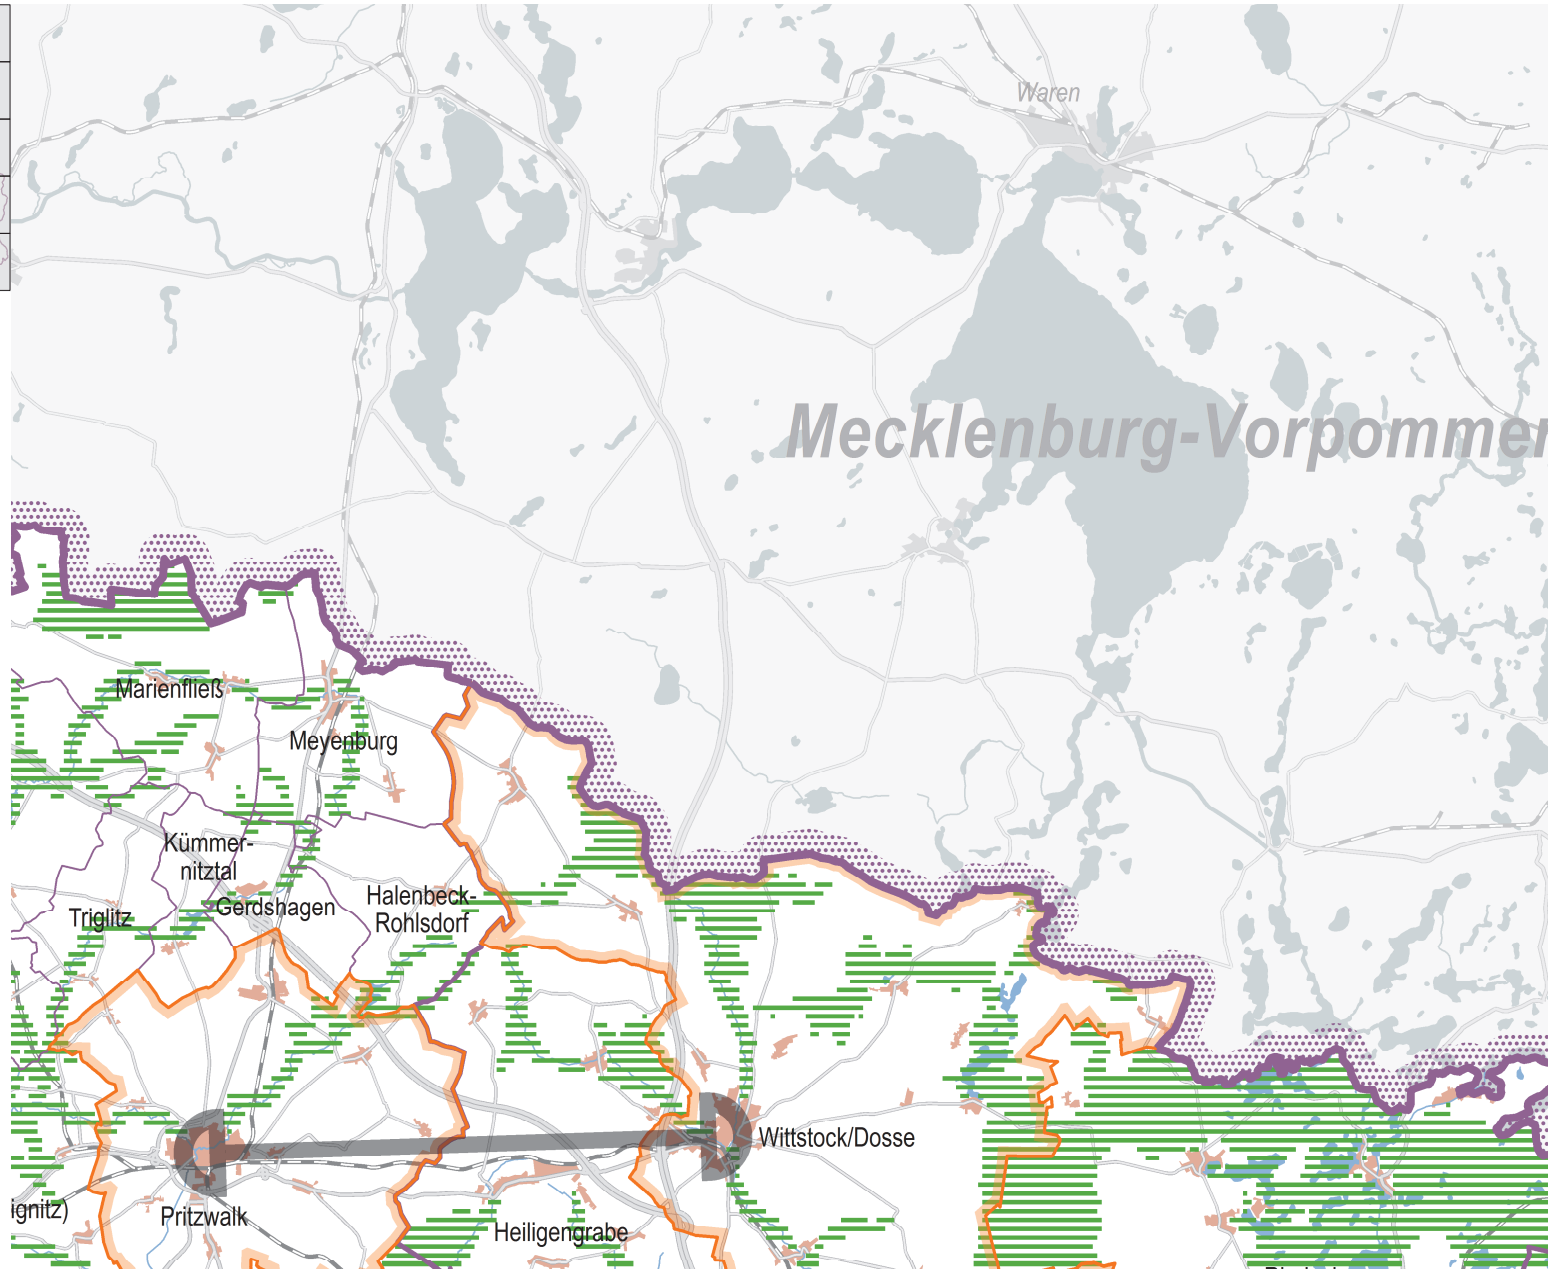 Waren
Mecklenburg-Vorpommer
Marienfließ
Meyenburg
Kümmer-
nitztal
Gerdshagen
Halenbeck-
Rohlsdorf
Triglitz
Wittstock/Dosse
ignitz)
Pritzwalk
Heiligengrabe